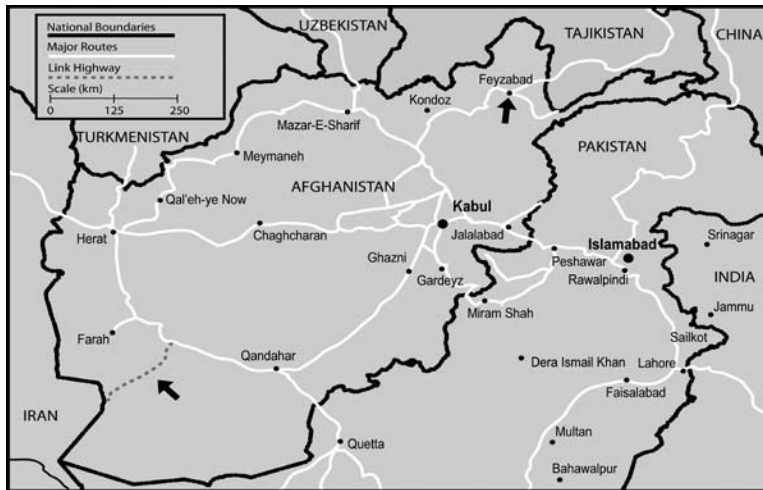 National Boundaries
Major Routes
Link Highway
Scale (km)
125
250
UZBEKISTAN
TAJIKISTAN
CHINA
Feyzabad
Kondoz
Mazar-E-Sharif
TURKMENISTAN
PAKISTAN
Meymaneh
AFGHANISTAN
Qal'eh-ye Now
Kabul
Herat
Chaghcharan
Jalalabad
Srinagar
Islamabad
Ghazni
Peshawar
Gardeyz
Rawalpindi
INDIA
Miram Shah
Jammu
Farah
Sailkot
Qandahar
Dera Ismail Khan
Lahore
Faisalabad
IRAN
Quetta
Multan
Bahawalpur